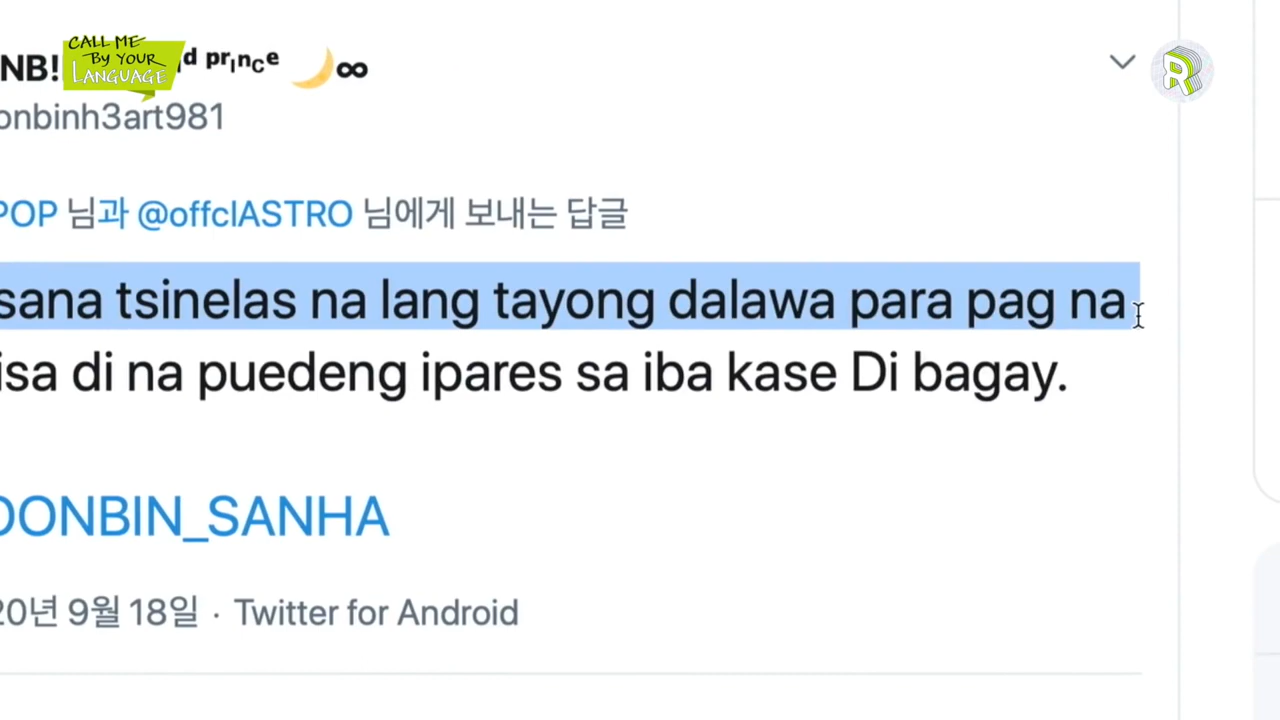 CALL ME
BY YOUR
LANGUAGE
NB! d prınce 🌙∞
onbinh3art981
POP 님과 @offclASTRO 님에게 보내는 답글
sana tsinelas na lang tayong dalawa para pag na
isa di na puedeng ipares sa iba kase Di bagay.
OONBIN_SANHA
20년 9월 18일 · Twitter for Android
R